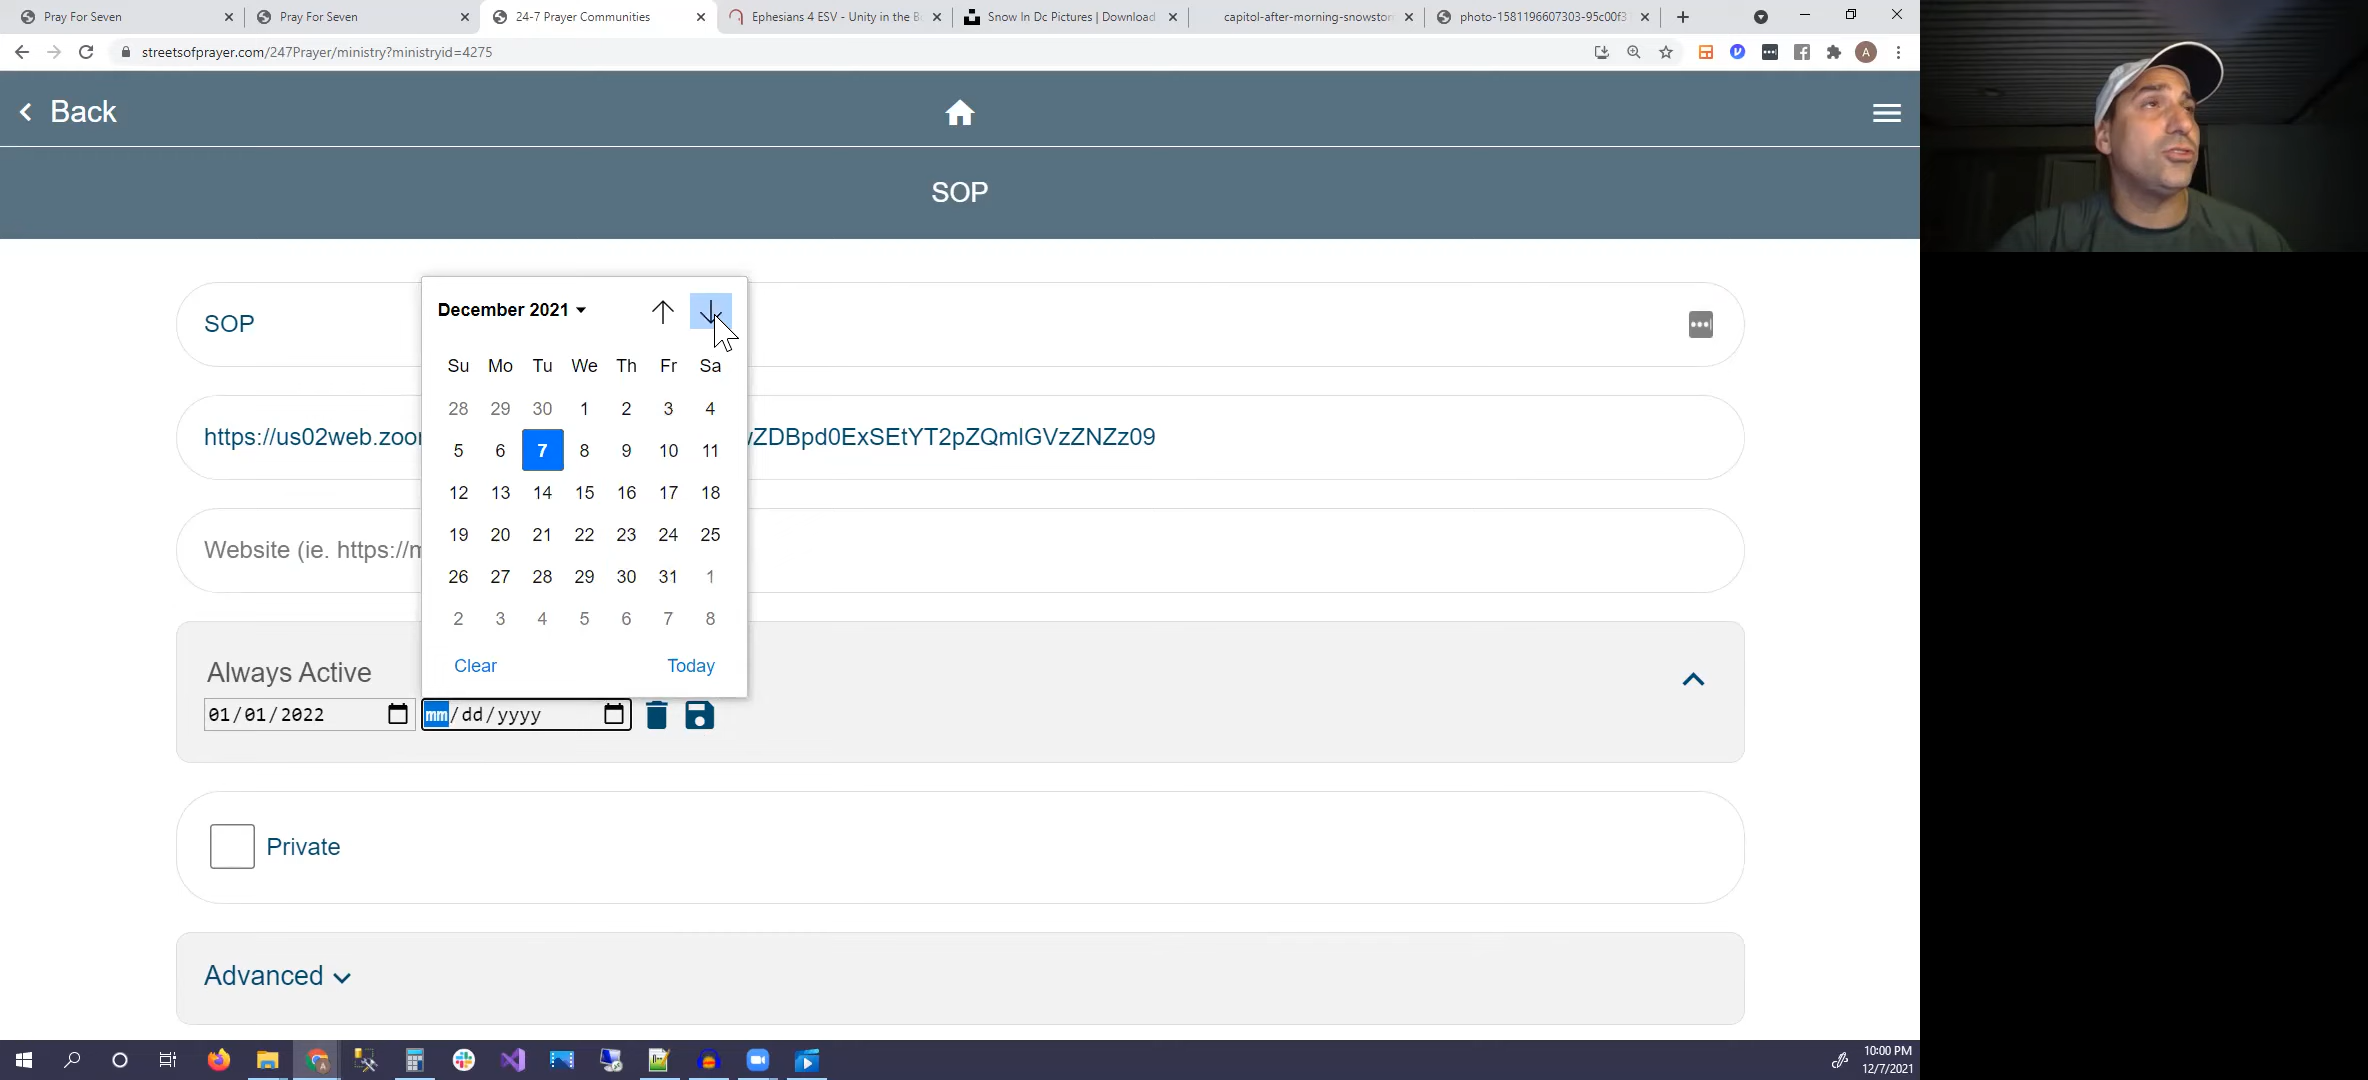 Pray For Seven
Pray For Seven
24-7 Prayer Communities
Ephesians 4 ESV - Unity in the B
Snow In Dc Pictures | Download
capitol-after-morning-snowstor
photo-1581196607303-95c00f3
streetsofprayer.com/247Prayer/ministry?ministryid=4275
A
Back
SOP
SOP
December 2021
Su Mo Tu We Th Fr Sa
28 29 30 1 2 3 4
5 6 7 8 9 10 11
12 13 14 15 16 17 18
19 20 21 22 23 24 25
26 27 28 29 30 31 1
2 3 4 5 6 7 8
Clear Today
https://us02web.zoo
ZDBpd0ExSEtYT2pZQmlGVzZNZz09
Website (ie. https://m
Always Active
01/01/2022
mm/dd/yyyy
Private
Advanced
10:00 PM
12/7/2021